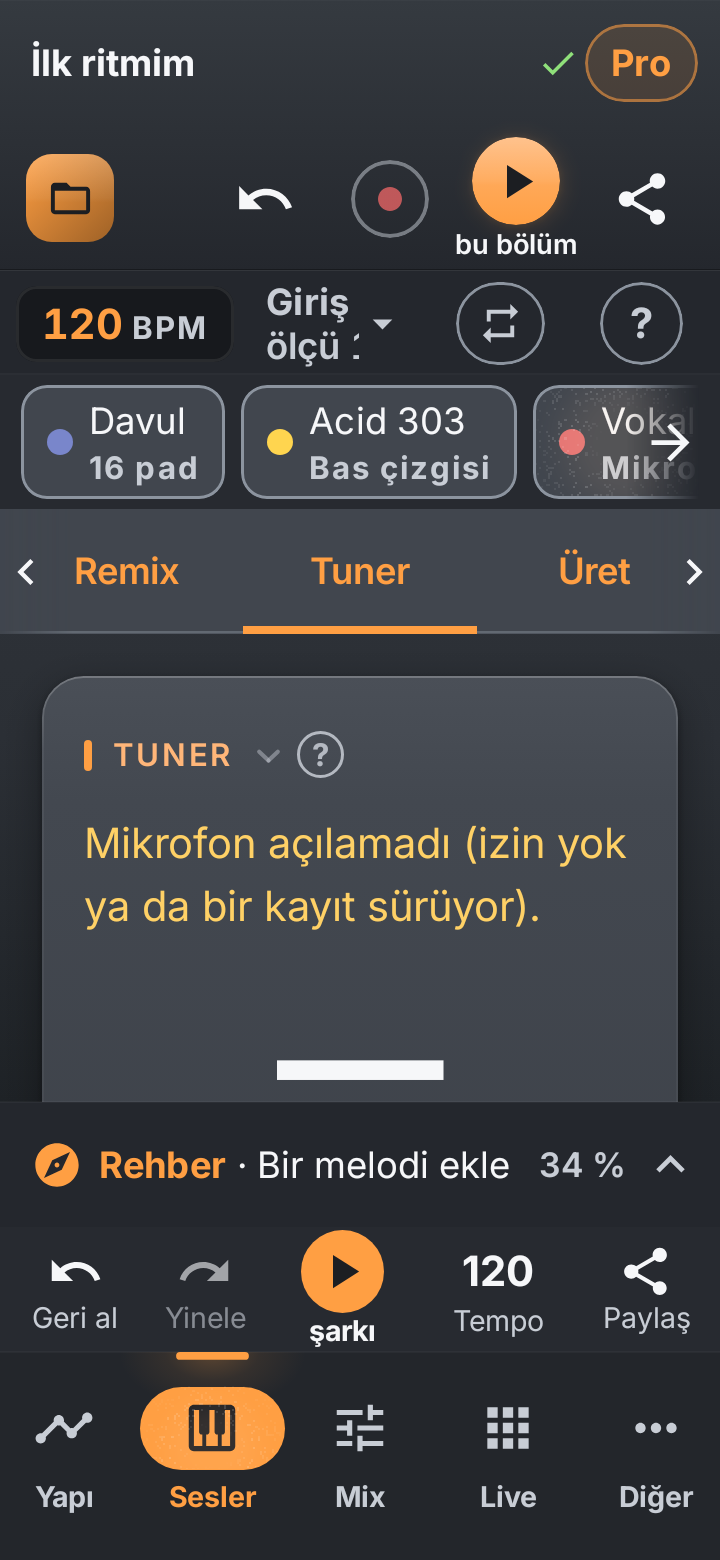 İlk ritmim
Pro
bu bölüm
120 BPM
Giriş
ölçü
?
Davul
16 pad
Acid 303
Bas çizgisi
Vokal
Mikro
Remix
Tuner
Üret
TUNER
?
Mikrofon açılamadı (izin yok
ya da bir kayıt sürüyor).
Rehber · Bir melodi ekle 34 %
120
Geri al
Yinele
şarkı
Tempo
Paylaş
Yapı
Sesler
Mix
Live
Diğer